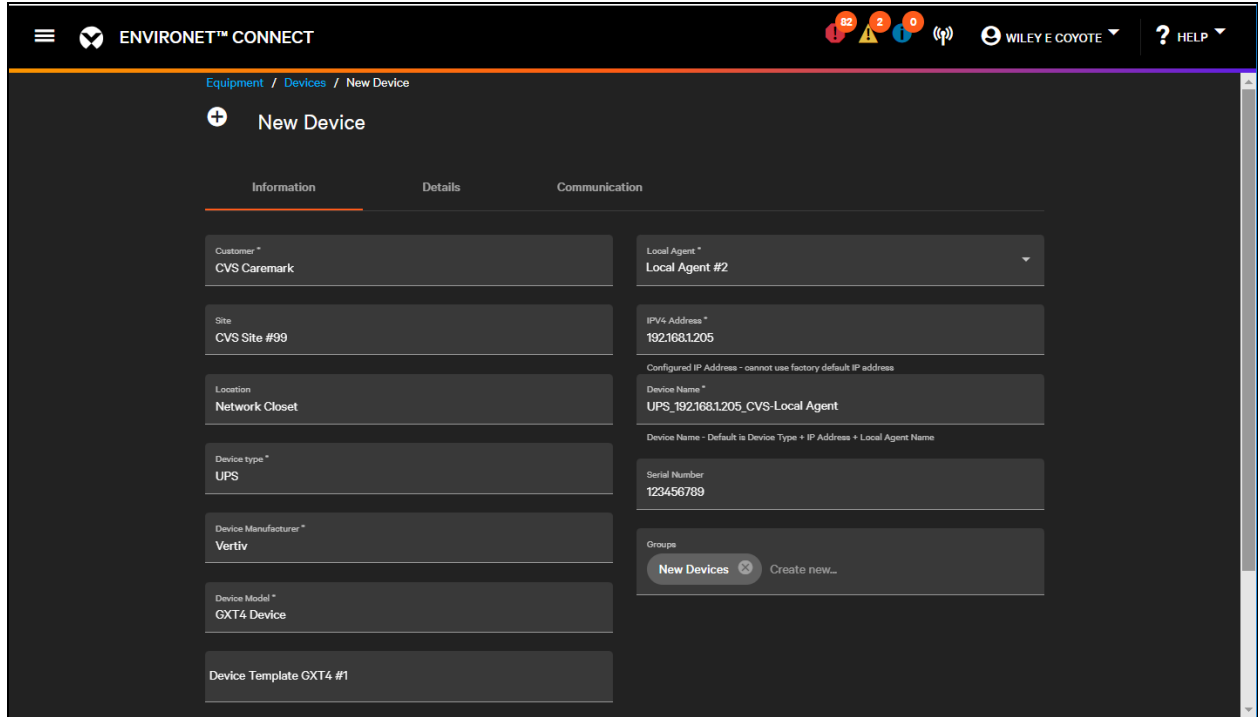 ENVIRONET™ CONNECT
82
2
0
WILEY E COYOTE
? HELP
Equipment / Devices / New Device
New Device
Information
Details
Communication
Customer *
CVS Caremark
Site
CVS Site #99
Location
Network Closet
Device type *
UPS
Device Manufacturer *
Vertiv
Device Model *
GXT4 Device
Device Template GXT4 #1
Local Agent *
Local Agent #2
IPV4 Address *
192.168.1.205
Configured IP Address - cannot use factory default IP address
Device Name *
UPS_192.168.1.205_CVS-Local Agent
Device Name - Default is Device Type + IP Address + Local Agent Name
Serial Number
123456789
Groups
New Devices
Create new...